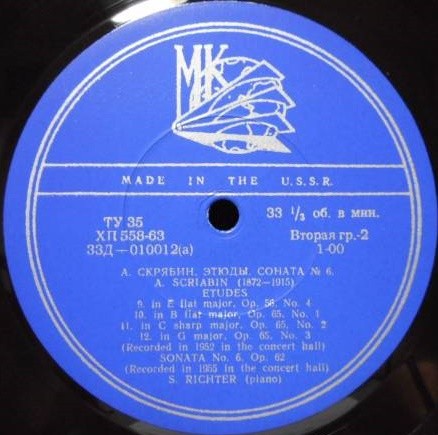 МК
MADE IN THE U.S.S.R.
ТУ 35
ХП 558-63
33Д—010012(а)
33 1/3 об. в мин.
Вторая гр.-2
1-00
А. СКРЯБИН. ЭТЮДЫ. СОНАТА № 6.
A. SCRIABIN (1872—1915)
ETUDES
9. in E flat major, Op. 56, No. 4
10. in B flat major, Op. 65, No. 1
11. in C sharp major, Op. 65, No. 2
12. in G major, Op. 65, No. 3
(Recorded in 1952 in the concert hall)
SONATA No. 6, Op. 62
(Recorded in 1955 in the concert hall)
S. RICHTER (piano)